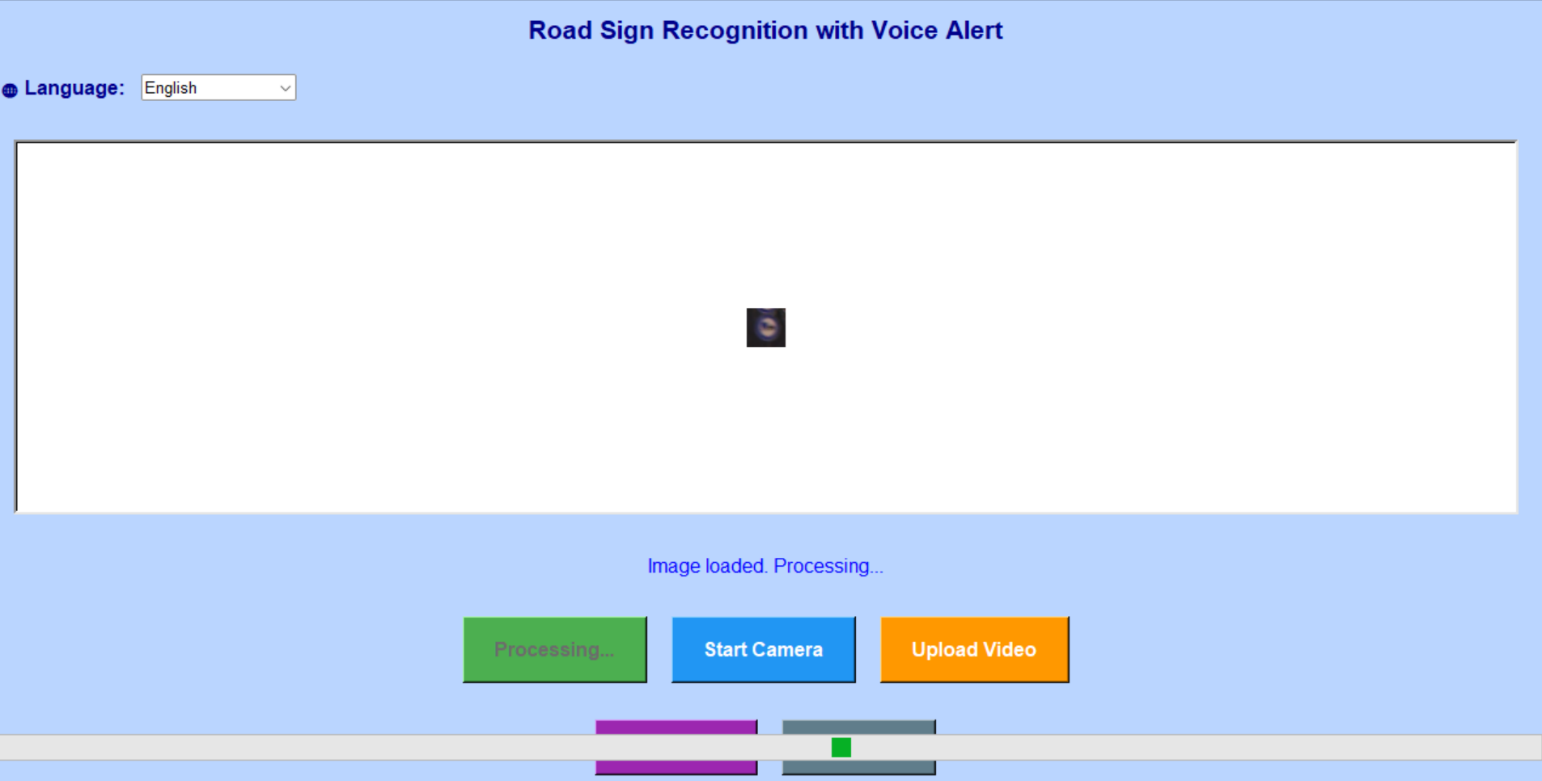 Road Sign Recognition with Voice Alert
Language: English
Image loaded. Processing...
Processing... Start Camera Upload Video